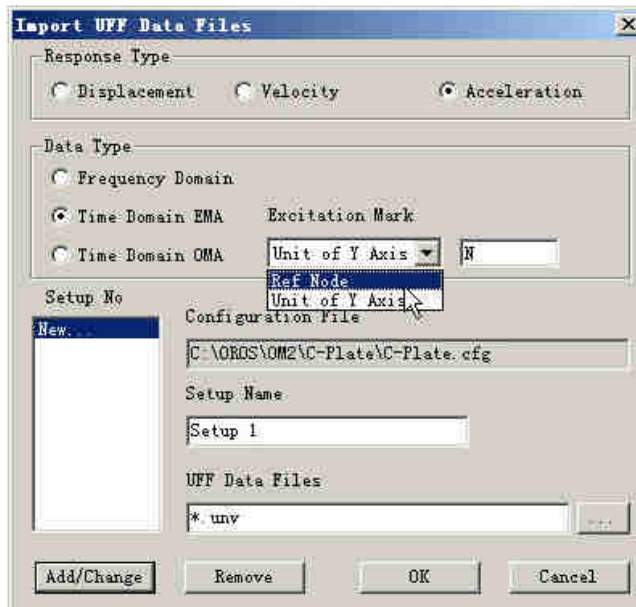 Import UFF Data Files
Response Type
Displacement Velocity Acceleration
Data Type
Frequency Domain
Time Domain EMA Excitation Mark
Time Domain OMA Unit of Y Axis N
Ref Node
Unit of Y Axis
Setup No
Configuration File
New...
C:\OROS\OM2\C-Plate\C-Plate.cfg
Setup Name
Setup 1
UFF Data Files
*.unv ...
Add/Change Remove OK Cancel